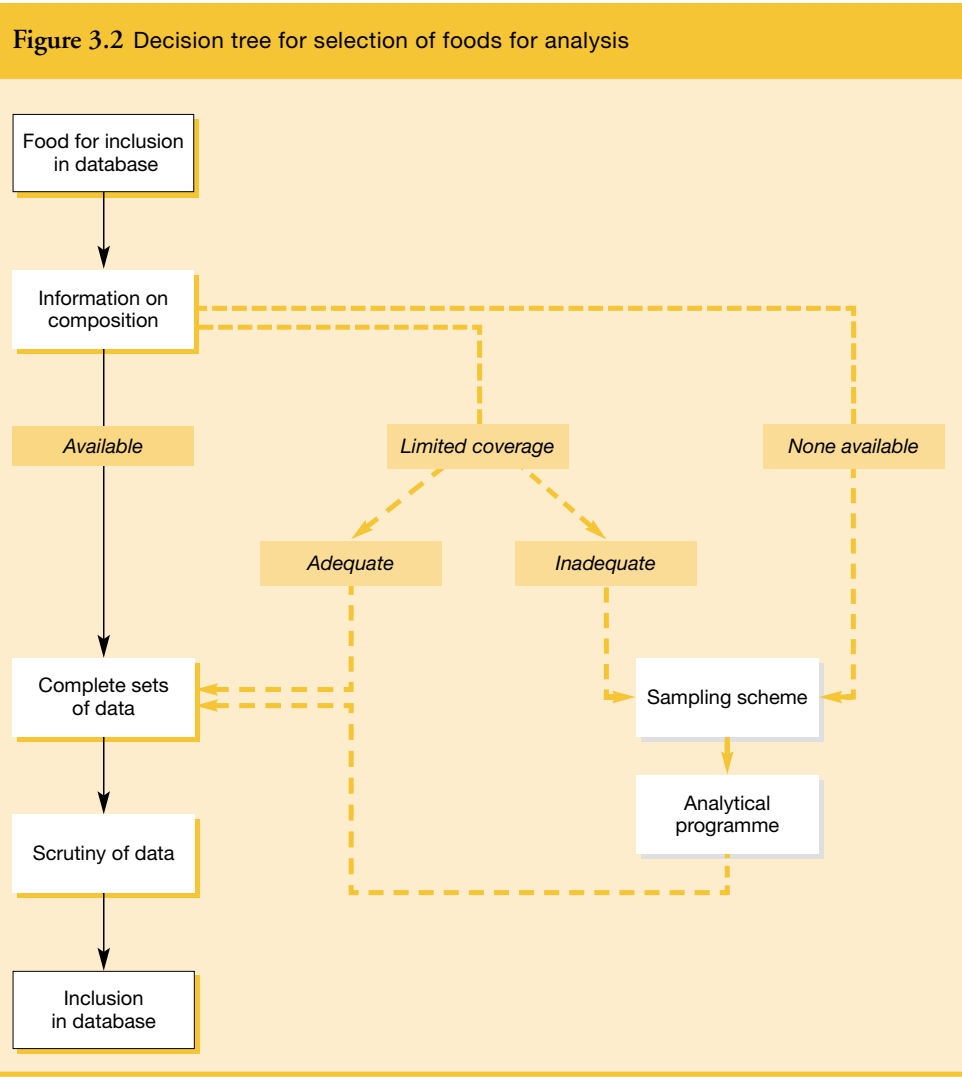 Figure 3.2 Decision tree for selection of foods for analysis
Food for inclusion
in database
Information on
composition
Available
Limited coverage
None available
Adequate
Inadequate
Complete sets
of data
Sampling scheme
Analytical
programme
Scrutiny of data
Inclusion
in database